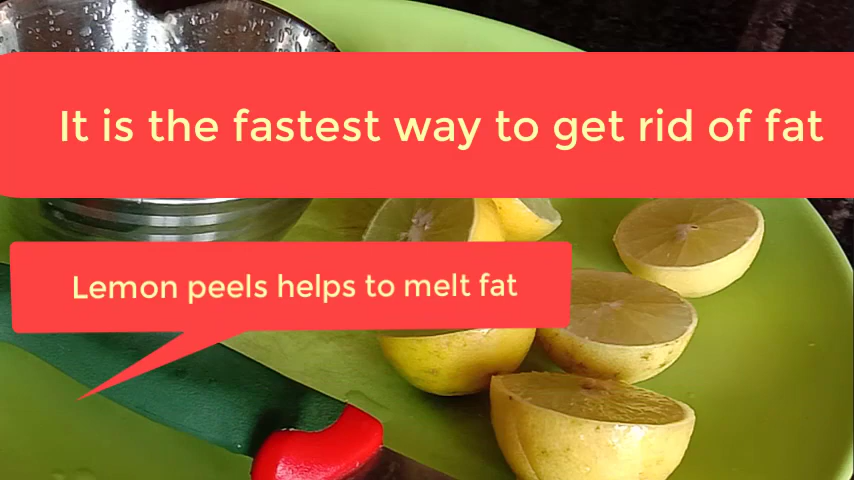 It is the fastest way to get rid of fat
Lemon peels helps to melt fat